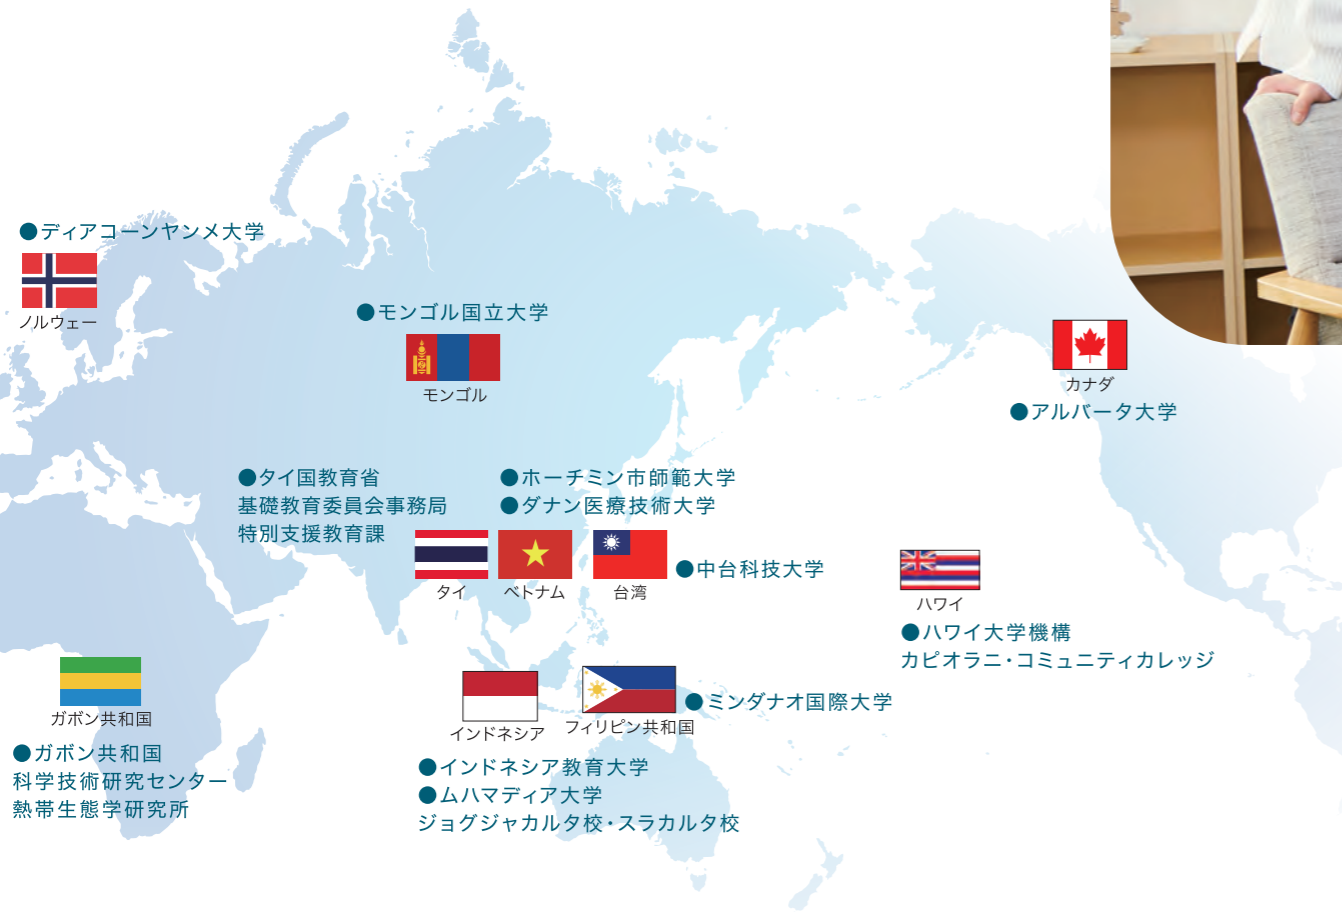 ●ディアコーンヤンメ大学
ノルウェー
●モンゴル国立大学
モンゴル
カナダ
●アルバータ大学
●タイ国教育省
基礎教育委員会事務局
特別支援教育課
タイ
●ホーチミン市師範大学
●ダナン医療技術大学
ベトナム
台湾
●中台科技大学
ハワイ
●ハワイ大学機構
カピオラニ・コミュニティカレッジ
ガボン共和国
●ガボン共和国
科学技術研究センター
熱帯生態学研究所
インドネシア
フィリピン共和国
●ミンダナオ国際大学
●インドネシア教育大学
●ムハマディア大学
ジョグジャカルタ校・スラカルタ校